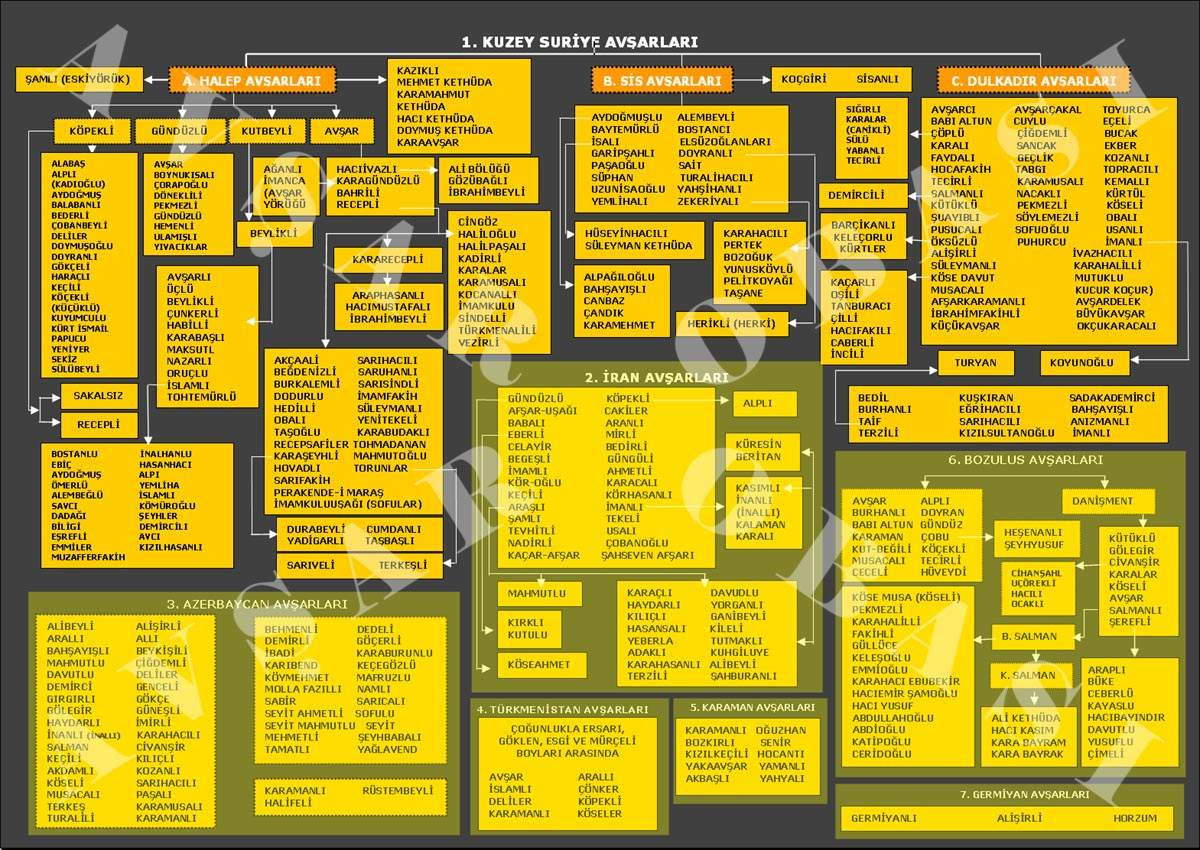 1. KUZEY SURİYE AVŞARLARI
ŞAMLI (ESKİYÖRÜK)
A. HALEP AVŞARLARI
KAZIKLI
MEHMET KETHÜDA
KARAMAHMUT
KETHÜDA
HACI KETHÜDA
DOYMUŞ KETHÜDA
KARAAVŞAR
KÖPEKLİ
GÜNDÜZLÜ
KUTBEYLİ
AVŞAR
ALABAŞ
ALPLI
(KADIOĞLU)
AYDOĞMUŞ
BALABANLI
BEDERLİ
ÇOBANBEYLİ
DELİLER
DOYMUŞOĞLU
DOYRANLI
GÖKÇELİ
HARAÇLI
KEÇİLİ
KÖÇEKLİ
(KÜÇÜKLÜ)
KUYUMCULU
KÜRT İSMAİL
PAPUCU
YENİYER
SEKİZ
SÜLÜBEYLİ
AVŞAR
BOYNUKISALI
ÇORAPOĞLU
DÖNEKLİLİ
PEKMEZLİ
GÜNDÜZLÜ
HEMENLİ
ULAMIŞLI
YIVACIKLAR
AĞANLI
İMANCA
(AVŞAR
YÖRÜĞÜ)
BEYLİKLİ
HACIİVAZLI
KARAGÜNDÜZLÜ
BAHRİLİ
RECEPLİ
ALİ BÖLÜĞÜ
GÖZÜBAĞLI
İBRAHİMBEYLİ
KARARECEPLİ
ARAPHASANLI
HACIMUSTAFALI
İBRAHİMBEYLİ
CİNGÖZ
HALİLOĞLU
HALİLPAŞALI
KADİRLİ
KARALAR
KARAMUSALI
KOCANALLI
İMAMKULU
SİNDELLİ
TÜRKMENALİLİ
VEZİRLİ
AVŞARLI
ÜÇLÜ
BEYLİKLİ
ÇUNKERLİ
HABİLLİ
KARABAŞLI
MAKSUTL
NAZARLI
ORUÇLU
İSLAMLI
TOHTEMÜRLÜ
SAKALSIZ
RECEPLİ
BOSTANLU İNALHANLU
EBİÇ HASANHACI
AYDOĞMUŞ ALPI
ÖMERLÜ YEMLİHA
ALEMBEĞLÜ İSLAMLI
SAVCI KÖMÜROĞLU
DADAĞI ŞEYHLER
BİLİGİ DEMİRCİLİ
EŞREFLİ AVCI
EMMİLER KIZILHASANLI
MUZAFFERFAKİH
AKÇAALİ SARIHACILI
BEĞDENİZLİ SARUHANLI
BURKALEMLİ SARISİNDLİ
DODURLU İMAMFAKİH
HEDİLLİ SÜLEYMANLI
OBALI YENİTEKELİ
TAŞOĞLU KARABUDAKLI
RECEPSAFİLER TOHMADANAN
KARAŞEYHLİ MAHMUTOĞLU
HOVADLI TORUNLAR
SARIFAKİH
PERAKENDE-İ MARAŞ
İMAMKULUUŞAĞI (SOFULAR)
DURABEYLİ CUMDANLI
YADİGARLI TAŞBAŞLI
SARIVELİ TERKEŞLİ
B. SİS AVŞARLARI
KOÇGİRİ SİSANLI
AYDOĞMUŞLU ALEMBEYLİ
BAYTEMÜRLÜ BOSTANCI
İSALI ELSÜZOĞLANLARI
GARİPŞAHLI DOYRANLI
PAŞAOĞLU SAİT
SÜPHAN TURALİHACILI
UZUNİSAOĞLU YAHŞİHANLI
YEMLİHALI ZEKERİYALI
HÜSEYİNHACILI
SÜLEYMAN KETHUDA
ALPAĞILOĞLU
BAHŞAYIŞLI
CANBAZ
ÇANDIK
KARAMEHMET
KARAHACILI
PERTEK
BOZOĞUK
YUNUSKÖYLÜ
PELİTKOYAĞI
TAŞANE
HERİKLİ (HERKİ)
C. DULKADIR AVŞARLARI
SIĞIRLI
KARALAR
(CANİKLİ)
SÜLÜ
YABANLI
TECİRLİ
DEMİRCİLİ
BARÇIKANLI
KELEÇORLU
KÜRTLER
KAÇARLI
OŞİLİ
TANBURACI
ÇİLLİ
HACIFAKILI
CABERLİ
İNCİLİ
AVŞARCI AVŞARÇAKAL TOYURCA
BABI ALTUN CUYLU EÇELİ
ÇÖPLÜ ÇİĞDEMLİ BUCAK
KARALI SANCAK EKBER
FAYDALI GEÇLİK KOZANLI
HOCAFAKİH TABGI TOPRACILI
TECİRLİ KARAMUSALI KEMALLI
SALMANLI NACAKLI KÜRTÜL
KÜTÜKLÜ PEKMEZLİ KÖSELİ
ŞUAYIBLI SÖYLEMEZLİ OBALI
PUSUCALI SOFUOĞLU USANLI
ÖKSÜZLÜ PUHURCU İMANLI
ALİŞİRLİ İVAZHACILI
SÜLEYMANLI KARAHALİLLİ
KÖSE DAVUT MUTUKLU
MUSACALI KUCUR KOÇUR)
AFŞARKARAMANLI AVŞARDELEK
İBRAHİMFAKİHLİ BÜYÜKAVŞAR
KÜÇÜKAVŞAR OKÇUKARACALI
TURYAN
KOYUNOĞLU
BEDİL KUŞKIRAN SADAKADEMİRCİ
BURHANLI EĞRİHACILI BAHŞAYIŞLI
TAİF SARIHACILI ANIZMANLI
TERZİLİ KIZILSULTANOĞLU İMANLI
2. İRAN AVŞARLARI
GÜNDÜZLÜ KÖPEKLİ
AFŞAR-UŞAĞI CAKİLER
BABALI ARANLI
EBERLİ MİRLİ
CELAYİR BEDİRLİ
BEGEŞLİ GÜNGÜLİ
İMAMLI AHMETLİ
KÖR-OĞLU KARACALI
KEÇİLİ KÖRHASANLI
ARAŞLI İMANLI
ŞAMLI TEKELİ
TEVHİTLİ USALI
NADİRLİ ÇOBANOĞLU
KAÇAR-AFŞAR ŞAHSEVEN AFŞARI
ALPLI
KÜRESİN
BERİTAN
KASIMLI
İNANLI
(İNALLI)
KALAMAN
KARALI
MAHMUTLU
KIRKLI
KUTULU
KÖSEAHMET
KARAÇLI DAVUDLU
HAYDARLI YORGANLI
KILIÇLI GANİBEYLİ
HASANSALI KİLELİ
YEBERLA TUTMAKLI
ADAKLI KUHGİLUYE
KARAHASANLI ALİBEYLİ
TERZİLİ ŞAHBURANLI
3. AZERBAYCAN AVŞARLARI
ALİBEYLİ ALİŞİRLİ
ARALLI ALLI
BAHŞAYIŞLI BEYKİŞİLİ
MAHMUTLU ÇİĞDEMLİ
DAVUTLU DELİLER
DEMİRCİ GENCELİ
GIRGIRLI GÖKÇE
GÖLEGİR GÜNEŞLİ
HAYDARLI İMİRLİ
İNANLI (İNALLI) KARAHACILI
SALMAN CİVANŞİR
KEÇİLİ KILIÇLI
AKDAMLI KOZANLI
KÖSELİ SARIHACILI
MUSACALI PAŞALI
TERKEŞ KARAMUSALI
TURALİLİ KARAMANLI
BEHMENLİ DEDELİ
DEMİRLİ GÖÇERLİ
İBADİ KARABURUNLU
KARIBEND KEÇEGÖZLÜ
KÖYMEHMET MAFRUZLU
MOLLA FAZILLI NAMLI
SABİR SARICALI
SEYİT AHMETLİ SOFULU
SEYİT MAHMUTLU SEYİT
MEHMETLİ ŞEYHBABALI
TAMATLI YAĞLAVEND
KARAMANLI RÜSTEMBEYLİ
HALİFELİ
4. TÜRKMENİSTAN AVŞARLARI
ÇOĞUNLUKLA ERSARI,
GÖKLEN, ESGİ VE MÜRÇELİ
BOYLARI ARASINDA
AVŞAR ARALLI
İSLAMLI ÇÖNKER
DELİLER KÖPEKLİ
KARAMANLI KÖSELER
5. KARAMAN AVŞARLARI
KARAMANLI OĞUZHAN
BOZKIRLI SENİR
KIZILKEÇİLİ HOCANTI
YAKAAVŞAR YAMANLI
AKBAŞLI YAHYALI
6. BOZULUS AVŞARLARI
AVŞAR ALPLI
BURHANLI DOYRAN
BABI ALTUN GÜNDÜZ
KARAMAN ÇOBU
KUT-BEĞİLİ KÖÇEKLİ
MUSACALI TECİRLİ
CECELİ HÜVEYDİ
DANİŞMENT
HEŞENANLI
ŞEYHYUSUF
CİHANŞAHL
UÇÖREKLİ
HACILI
OCAKLI
KÜTÜKLÜ
GÖLEGİR
CİVANŞİR
KARALAR
KÖSELİ
AVŞAR
SALMANLI
ŞEREFLİ
KÖSE MUSA (KÖSELİ)
PEKMEZLİ
KARAHALİLLİ
FAKİHLİ
GÜLLÜCE
KELEŞOĞLU
EMMİOĞLU
KARAHACI EBUBEKİR
HACIEMİR ŞAMOĞLU
HACI YUSUF
ABDULLAHOĞLU
ABDİOĞLU
KATİPOĞLU
CERİDOĞLU
B. SALMAN
K. SALMAN
ALİ KETHÜDA
HACI KASIM
KARA BAYRAM
KARA BAYRAK
ARAPLI
BÜKE
CEBERLÜ
KAYASLU
HACIBAYINDIR
DAVUTLU
YUSUFLU
ÇİMELİ
7. GERMİYAN AVŞARLARI
GERMİYANLI ALİŞİRLİ HORZUM
AVŞAR OBASI
AVŞAR OBASI